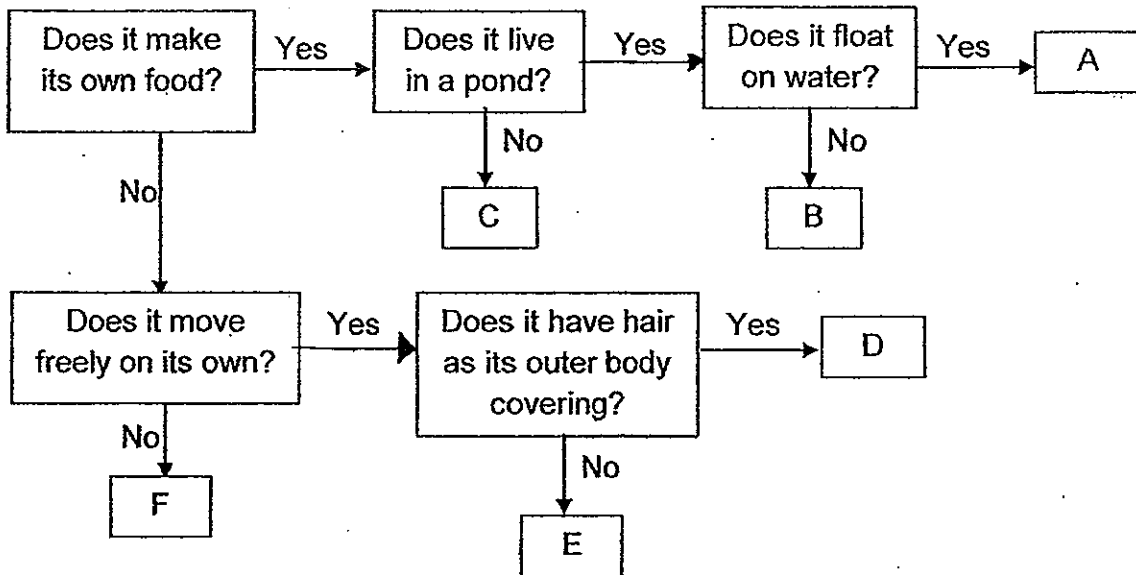 Does it make
its own food?
Yes
Does it live
in a pond?
Yes
Does it float
on water?
Yes
A
No
No
No
C
B
Does it move
freely on its own?
Yes
Does it have hair
as its outer body
covering?
Yes
D
No
F
No
E